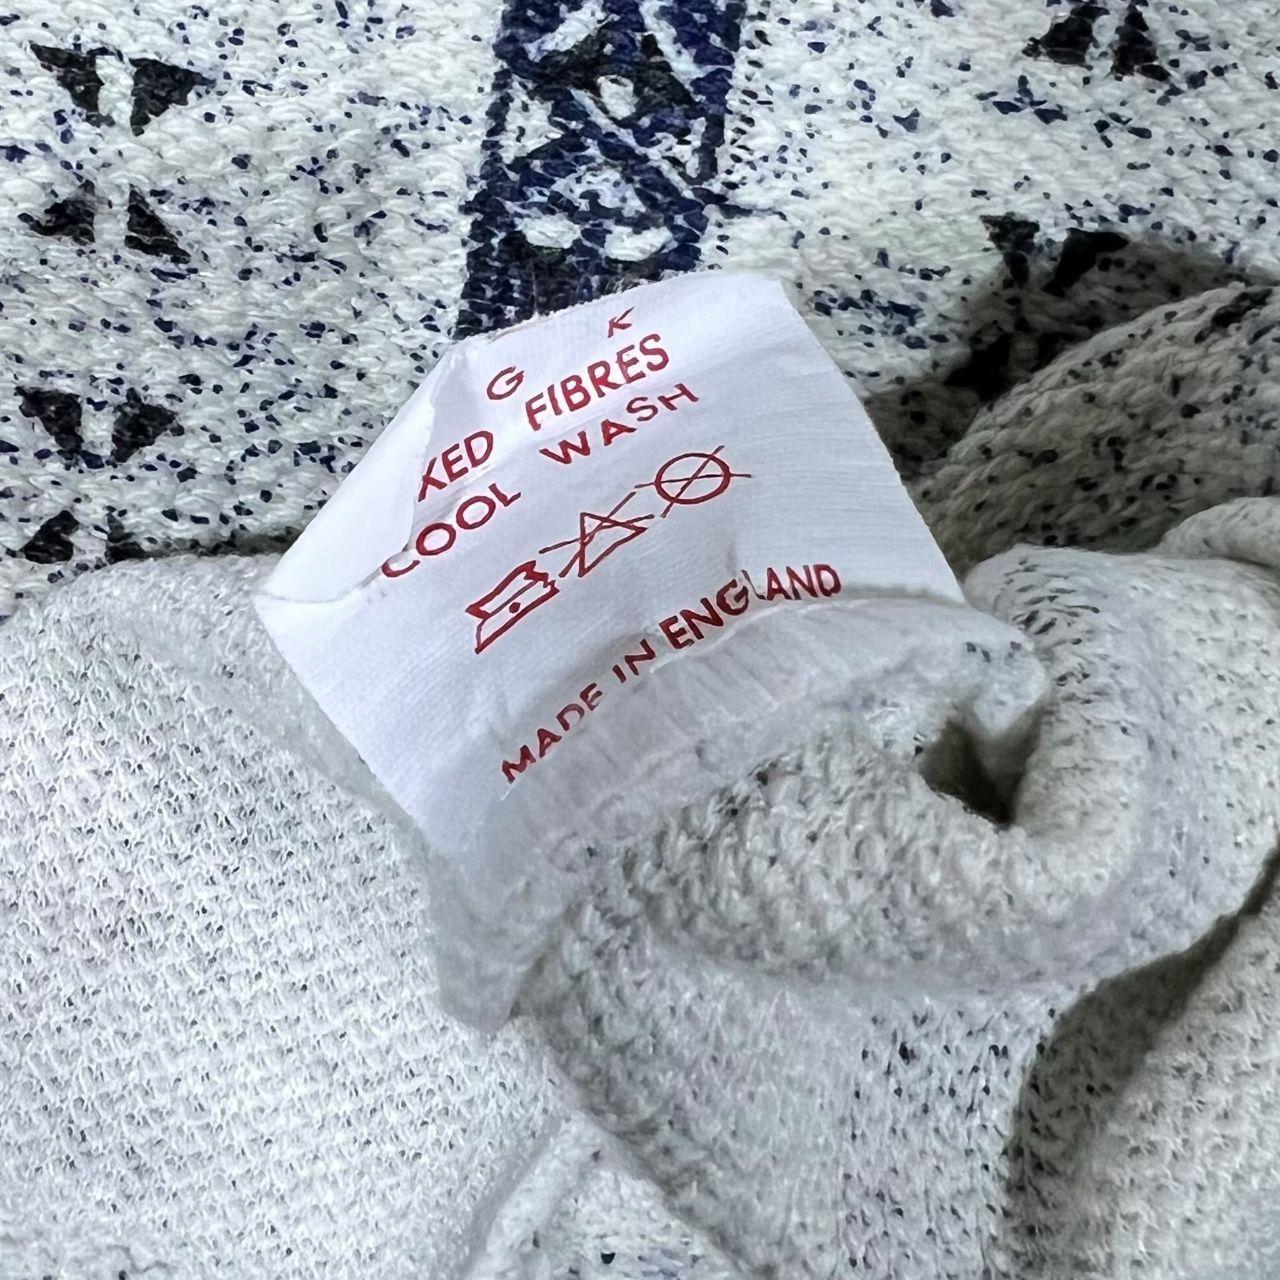 G K
XED FIBRES
COOL WASH
MADE IN ENGLAND